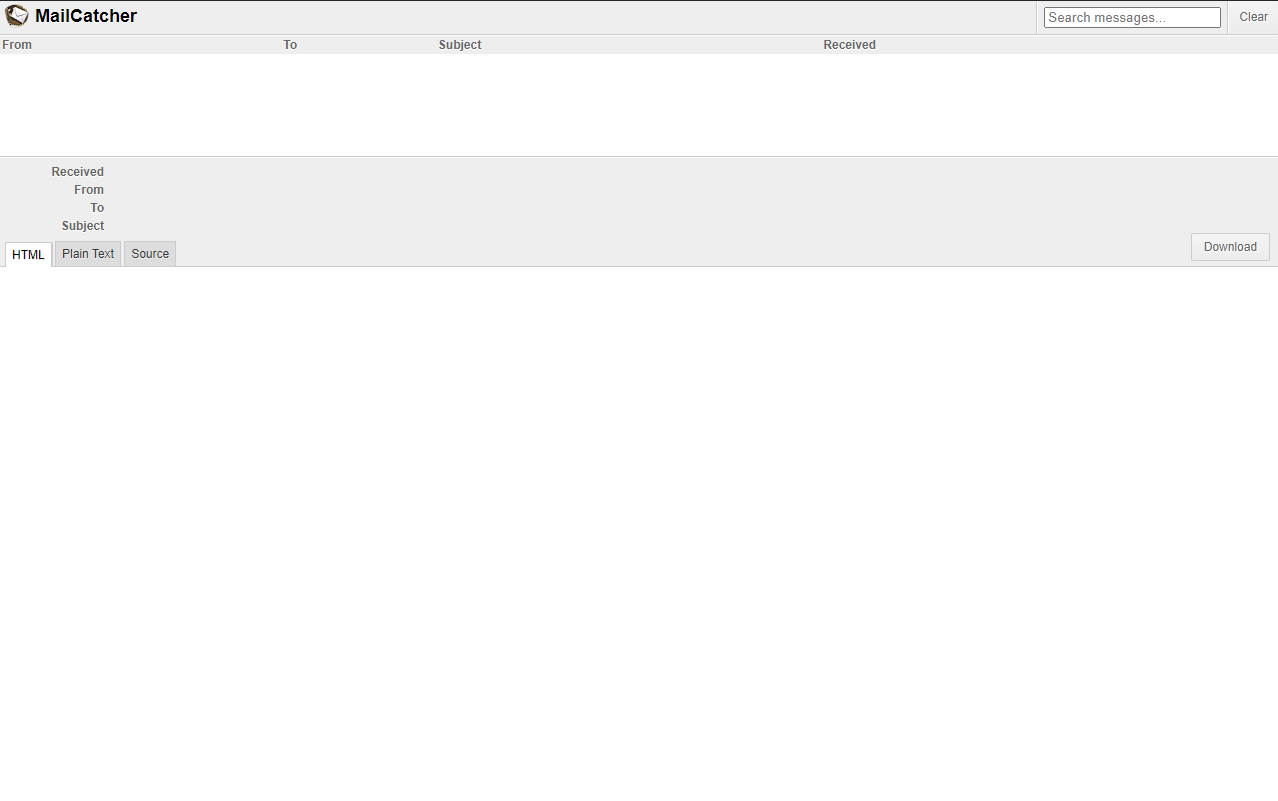 MailCatcher Search messages... Clear
From To Subject Received
Received
From
To
Subject
HTML Plain Text Source Download